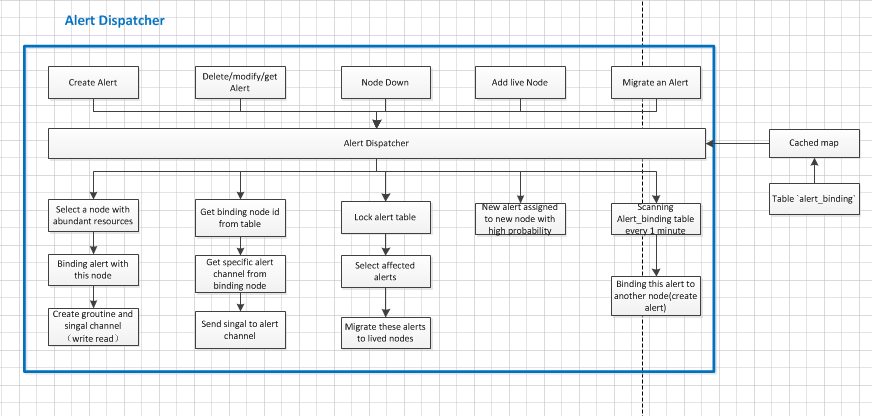 Alert Dispatcher
Create Alert
Delete/modify/get
Alert
Node Down
Add live Node
Migrate an Alert
Alert Dispatcher
Cached map
Table `alert_binding`
Select a node with
abundant resources
Get binding node id
from table
Lock alert table
New alert assigned
to new node with
high probability
Scanning
Alert_binding table
every 1 minute
Binding alert with
this node
Get specific alert
channel from
binding node
Select affected
alerts
Binding this alert to
another node(create
alert)
Create groutine and
singal channel
（write read）
Send singal to alert
channel
Migrate these alerts
to lived nodes